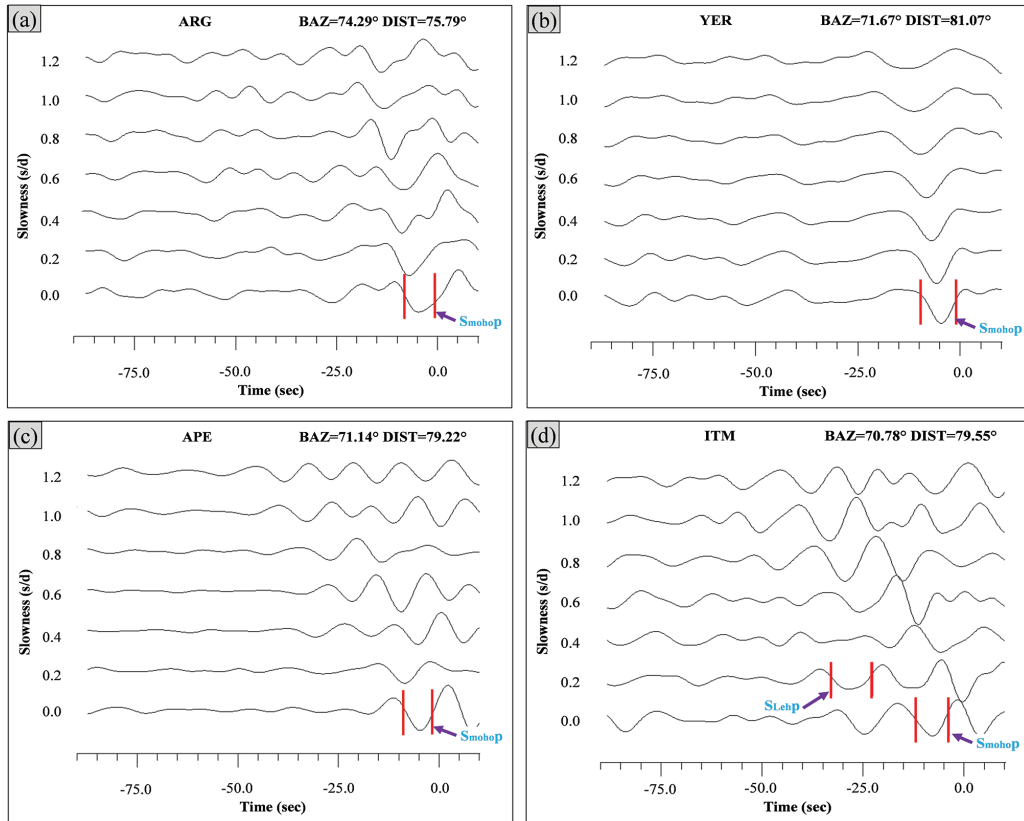 (a) ARG BAZ=74.29° DIST=75.79°
1.2
1.0
0.8
0.6
0.4
0.2
0.0
Slowness (s/d)
Smohop
-75.0 -50.0 -25.0 0.0
Time (sec)
(b) YER BAZ=71.67° DIST=81.07°
1.2
1.0
0.8
0.6
0.4
0.2
0.0
Slowness (s/d)
Smohop
-75.0 -50.0 -25.0 0.0
Time (sec)
(c) APE BAZ=71.14° DIST=79.22°
1.2
1.0
0.8
0.6
0.4
0.2
0.0
Slowness (s/d)
Smohop
-75.0 -50.0 -25.0 0.0
Time (sec)
(d) ITM BAZ=70.78° DIST=79.55°
1.2
1.0
0.8
0.6
0.4
0.2
0.0
Slowness (s/d)
SLehp
Smohop
-75.0 -50.0 -25.0 0.0
Time (sec)